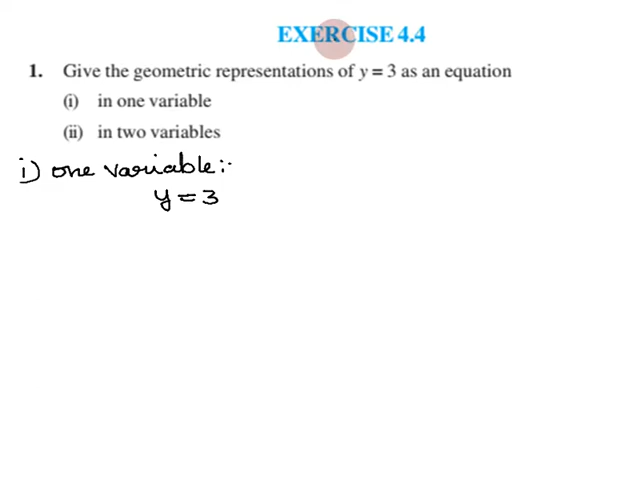 EXERCISE 4.4
1. Give the geometric representations of y = 3 as an equation
(i) in one variable
(ii) in two variables
i) one variable:-
y = 3